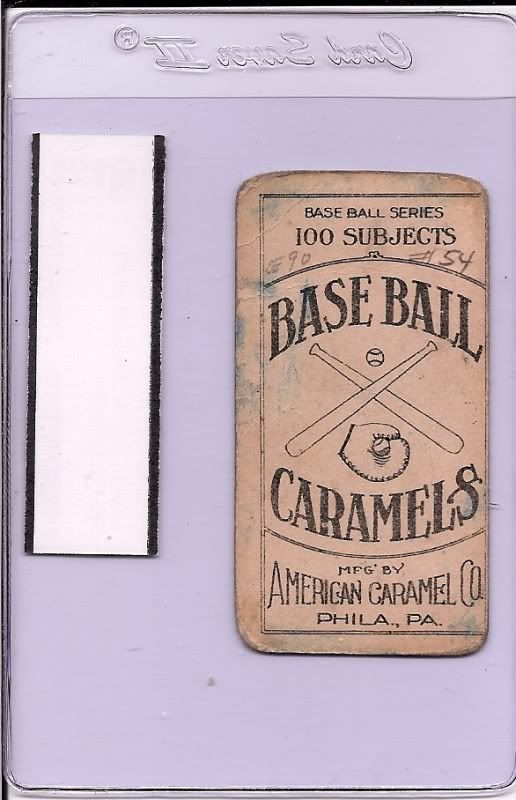 Card Saver II ®
BASE BALL SERIES
100 SUBJECTS
E90 #54
BASE BALL
CARAMELS
MFG' BY
AMERICAN CARAMEL CO.
PHILA., PA.